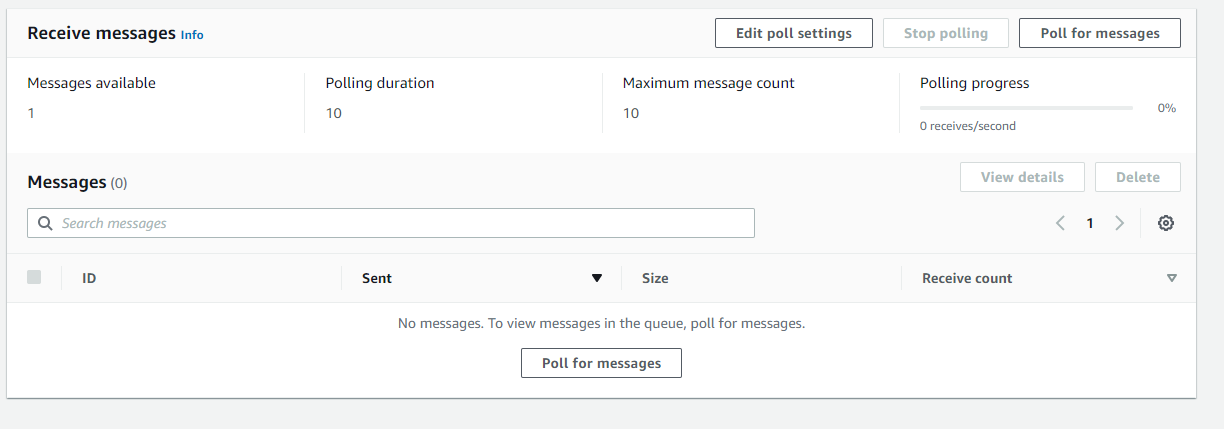 Receive messages Info
Edit poll settings
Stop polling
Poll for messages
Messages available
1
Polling duration
10
Maximum message count
10
Polling progress
0%
0 receives/second
Messages (0)
View details
Delete
Search messages
1
ID
Sent
Size
Receive count
No messages. To view messages in the queue, poll for messages.
Poll for messages